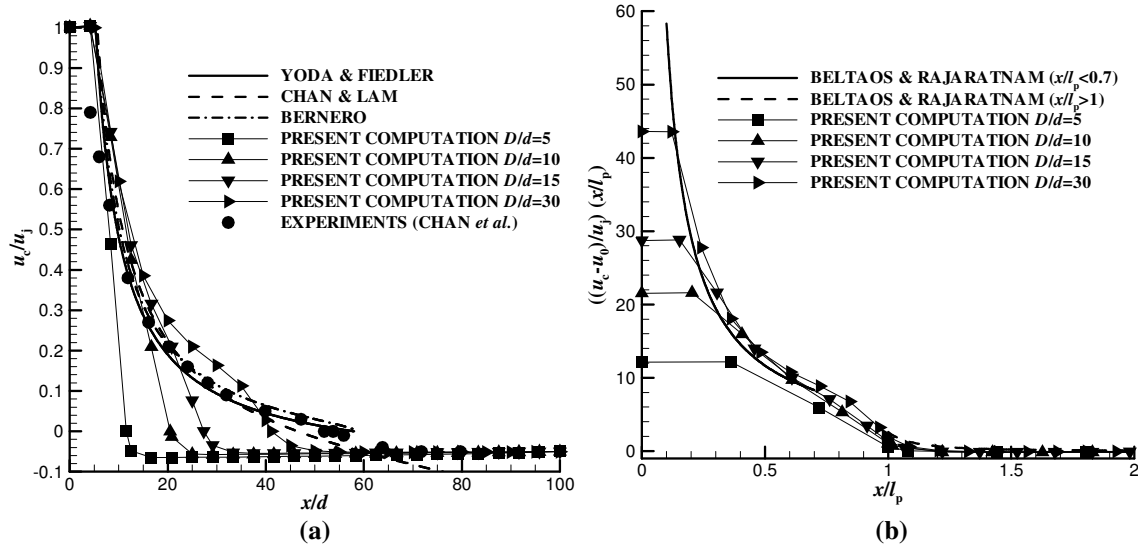 1
0.9
0.8
0.7
0.6
0.5
0.4
0.3
0.2
0.1
0
-0.1
u_c/u_j
YODA & FIEDLER
CHAN & LAM
BERNERO
PRESENT COMPUTATION D/d=5
PRESENT COMPUTATION D/d=10
PRESENT COMPUTATION D/d=15
PRESENT COMPUTATION D/d=30
EXPERIMENTS (CHAN et al.)
0 20 40 60 80 100
x/d
(a)
60
50
40
30
20
10
0
((u_c-u_0)/u_j) (x/l_p)
BELTAOS & RAJARATNAM (x/l_p<0.7)
BELTAOS & RAJARATNAM (x/l_p>1)
PRESENT COMPUTATION D/d=5
PRESENT COMPUTATION D/d=10
PRESENT COMPUTATION D/d=15
PRESENT COMPUTATION D/d=30
0 0.5 1 1.5 2
x/l_p
(b)